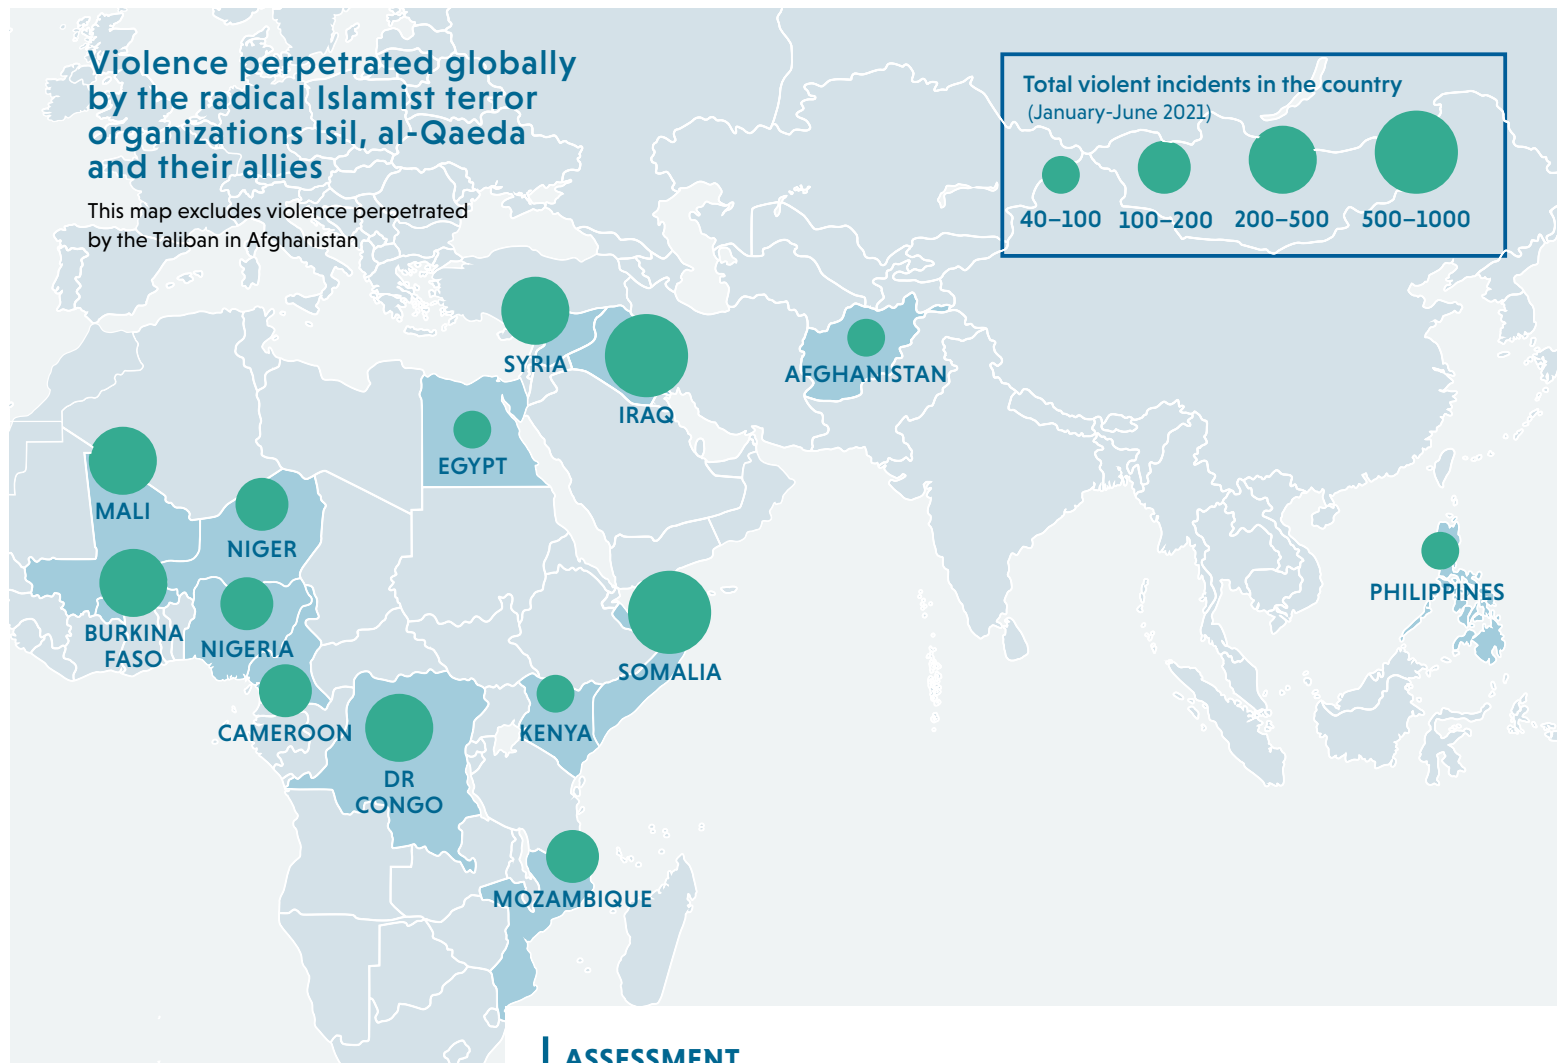 Violence perpetrated globally
by the radical Islamist terror
organizations Isil, al-Qaeda
and their allies
This map excludes violence perpetrated
by the Taliban in Afghanistan
Total violent incidents in the country
(January-June 2021)
40–100 100–200 200–500 500–1000
SYRIA
IRAQ
AFGHANISTAN
EGYPT
MALI
NIGER
PHILIPPINES
BURKINA
FASO
NIGERIA
SOMALIA
CAMEROON
KENYA
DR
CONGO
MOZAMBIQUE
ASSESSMENT